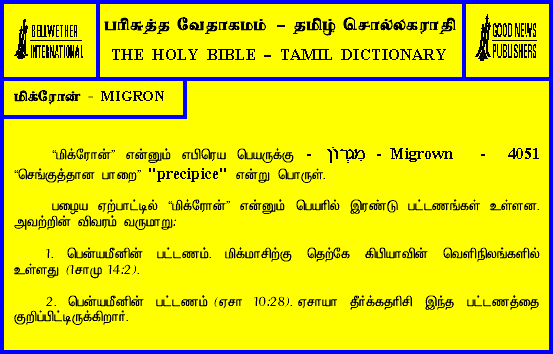 BELLWETHER
INTERNATIONAL
பரிசுத்த வேதாகமம் – தமிழ் சொல்லகராதி
THE HOLY BIBLE – TAMIL DICTIONARY
GOOD NEWS
PUBLISHERS
மிக்ரோன் - MIGRON
“மிக்ரோன்” என்னும் எபிரெய பெயருக்கு - מִגְרוֹן - Migrown - 4051
“செங்குத்தான பாறை” "precipice" என்று பொருள்.
பழைய ஏற்பாட்டில் “மிக்ரோன்” என்னும் பெயரில் இரண்டு பட்டணங்கள் உள்ளன.
அவற்றின் விவரம் வருமாறு:
1. பென்யமீனின் பட்டணம். மிக்மாசிற்கு தெற்கே கிபியாவின் வெளிநிலங்களில்
உள்ளது (1சாமு 14:2).
2. பென்யமீனின் பட்டணம் (ஏசா 10:28). ஏசாயா தீர்க்கதரிசி இந்த பட்டணத்தை
குறிப்பிட்டிருக்கிறார்.